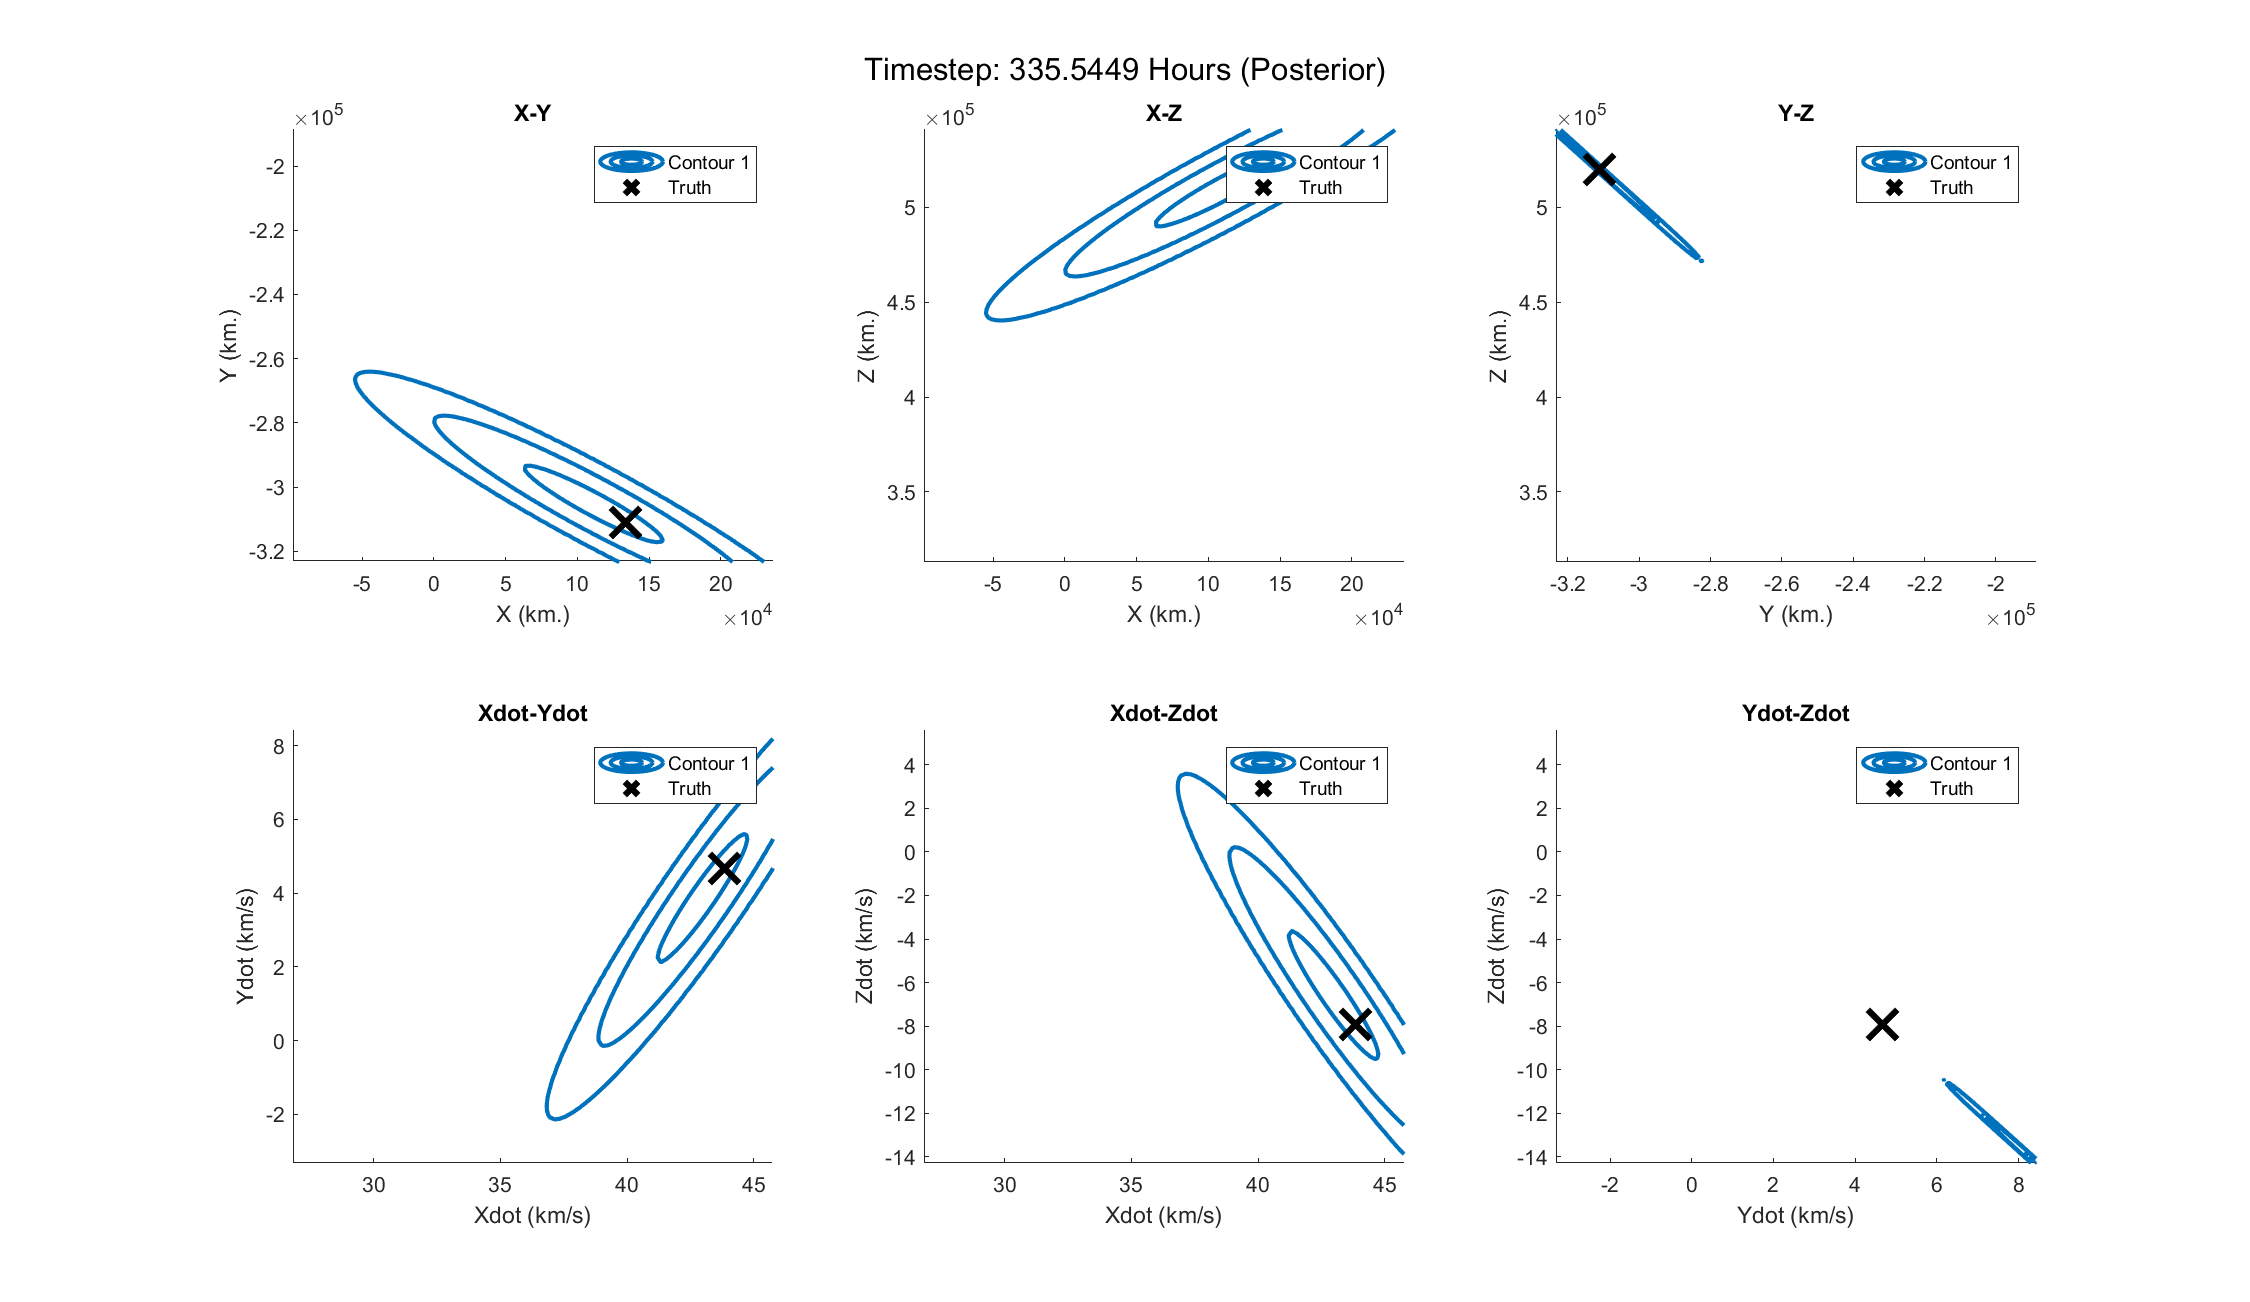 Timestep: 335.5449 Hours (Posterior)
X-Y
×10^5
Contour 1
Truth
-2
-2.2
-2.4
-2.6
-2.8
-3
-3.2
Y (km.)
-5 0 5 10 15 20
X (km.)
×10^4
X-Z
×10^5
Contour 1
Truth
5
4.5
4
3.5
Z (km.)
-5 0 5 10 15 20
X (km.)
×10^4
Y-Z
×10^5
Contour 1
Truth
5
4.5
4
3.5
Z (km.)
-3.2 -3 -2.8 -2.6 -2.4 -2.2 -2
Y (km.)
×10^5
Xdot-Ydot
Contour 1
Truth
8
6
4
2
0
-2
Ydot (km/s)
30 35 40 45
Xdot (km/s)
Xdot-Zdot
Contour 1
Truth
4
2
0
-2
-4
-6
-8
-10
-12
-14
Zdot (km/s)
30 35 40 45
Xdot (km/s)
Ydot-Zdot
Contour 1
Truth
4
2
0
-2
-4
-6
-8
-10
-12
-14
Zdot (km/s)
-2 0 2 4 6 8
Ydot (km/s)